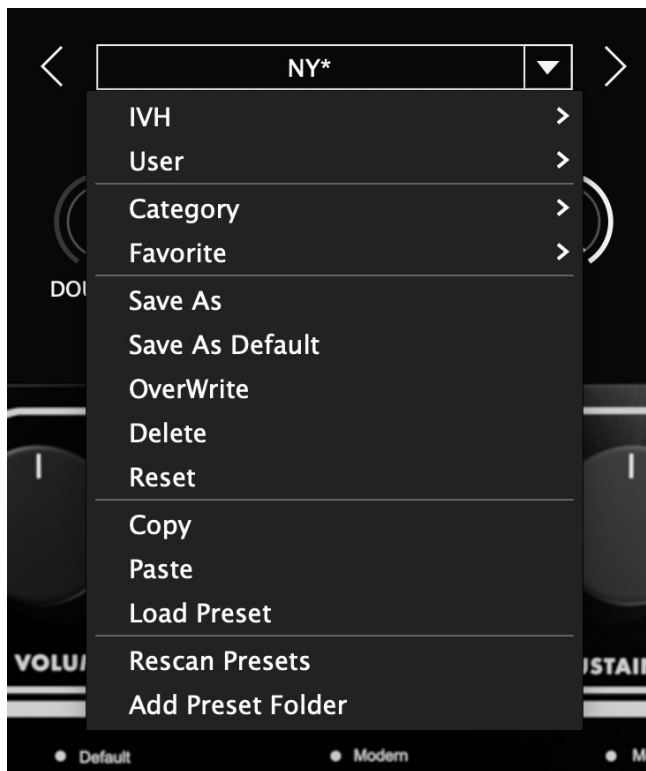 NY*
IVH
User
Category
Favorite
Save As
Save As Default
OverWrite
Delete
Reset
Copy
Paste
Load Preset
Rescan Presets
Add Preset Folder
Default
Modern